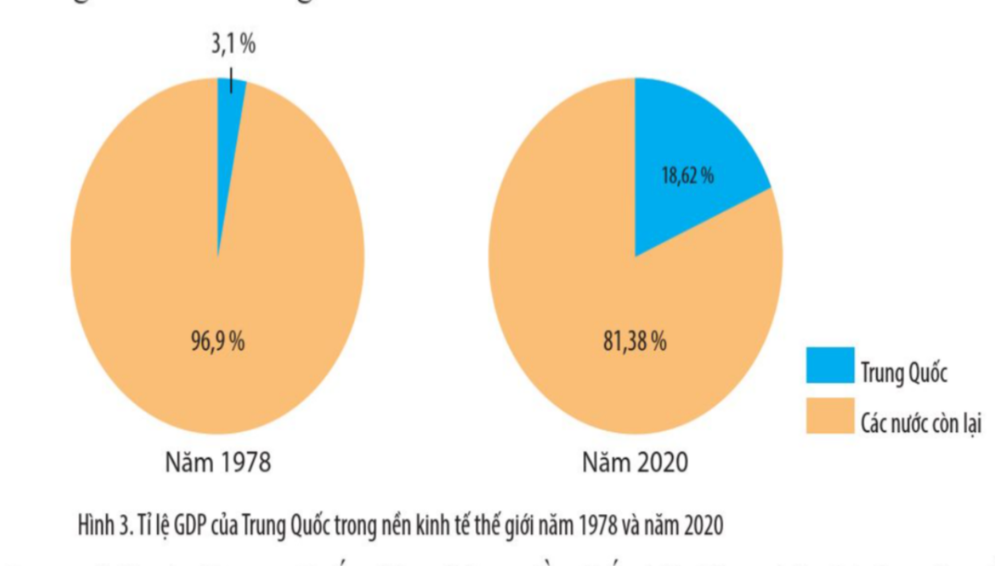 3,1 %
18,62 %
96,9 %
81,38 %
Trung Quốc
Các nước còn lại
Năm 1978
Năm 2020
Hình 3. Tỉ lệ GDP của Trung Quốc trong nền kinh tế thế giới năm 1978 và năm 2020